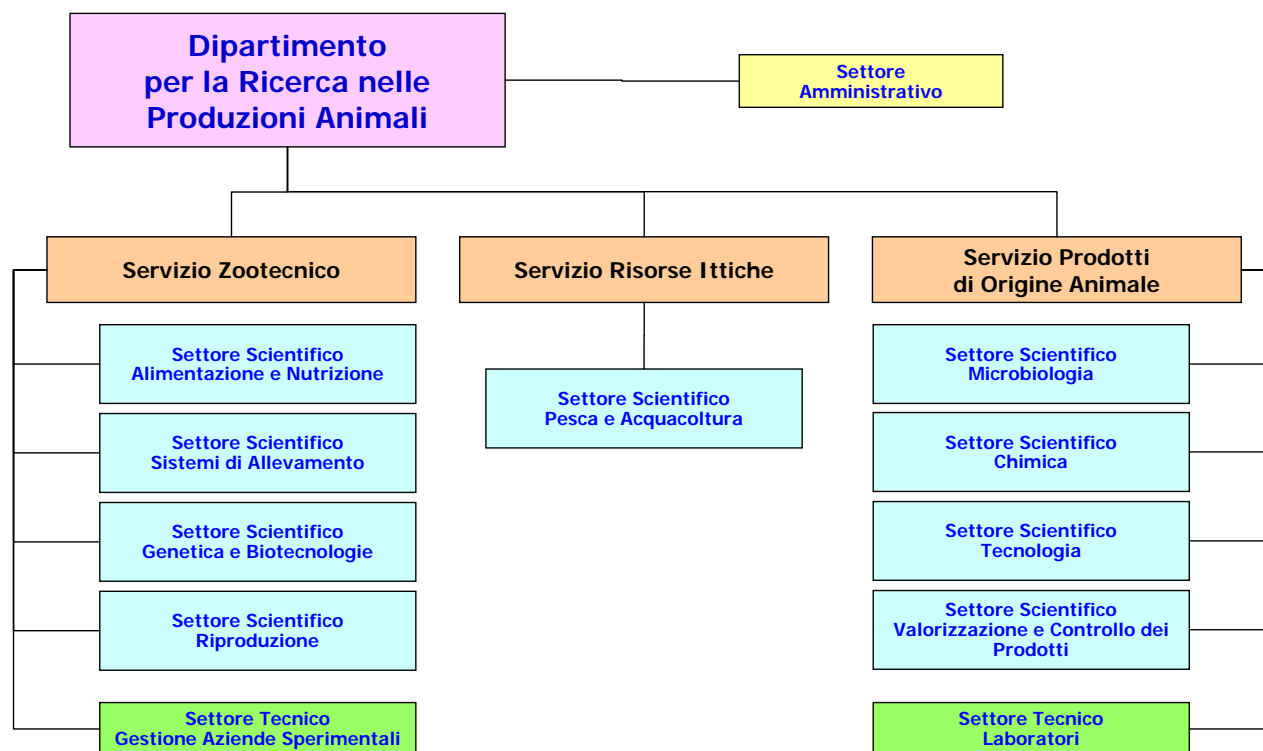 Dipartimento
per la Ricerca nelle
Produzioni Animali
Settore
Amministrativo
Servizio Zootecnico
Servizio Risorse Ittiche
Servizio Prodotti
di Origine Animale
Settore Scientifico
Alimentazione e Nutrizione
Settore Scientifico
Sistemi di Allevamento
Settore Scientifico
Genetica e Biotecnologie
Settore Scientifico
Riproduzione
Settore Tecnico
Gestione Aziende Sperimentali
Settore Scientifico
Pesca e Acquacoltura
Settore Scientifico
Microbiologia
Settore Scientifico
Chimica
Settore Scientifico
Tecnologia
Settore Scientifico
Valorizzazione e Controllo dei
Prodotti
Settore Tecnico
Laboratori